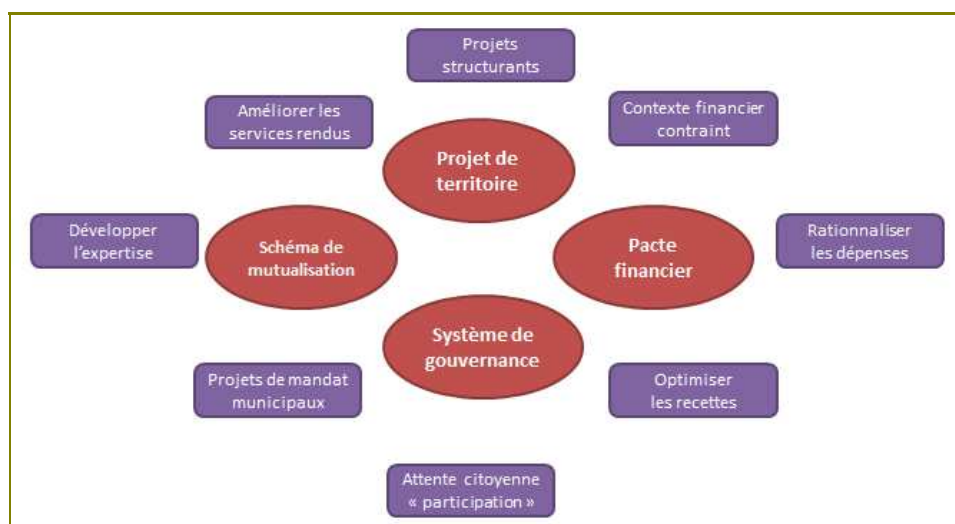 Projets
structurants
Améliorer les
services rendus
Contexte financier
contraint
Projet de
territoire
Développer
l'expertise
Schéma de
mutualisation
Pacte
financier
Rationnaliser
les dépenses
Système de
gouvernance
Projets de mandat
municipaux
Optimiser
les recettes
Attente citoyenne
« participation »